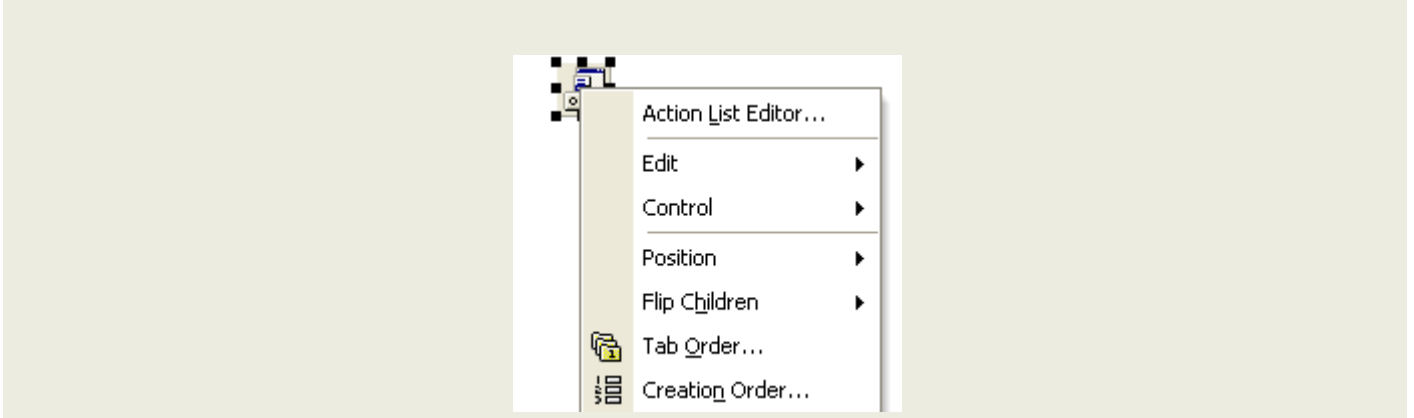 Action List Editor...
Edit
Control
Position
Flip Children
Tab Order...
Creation Order...